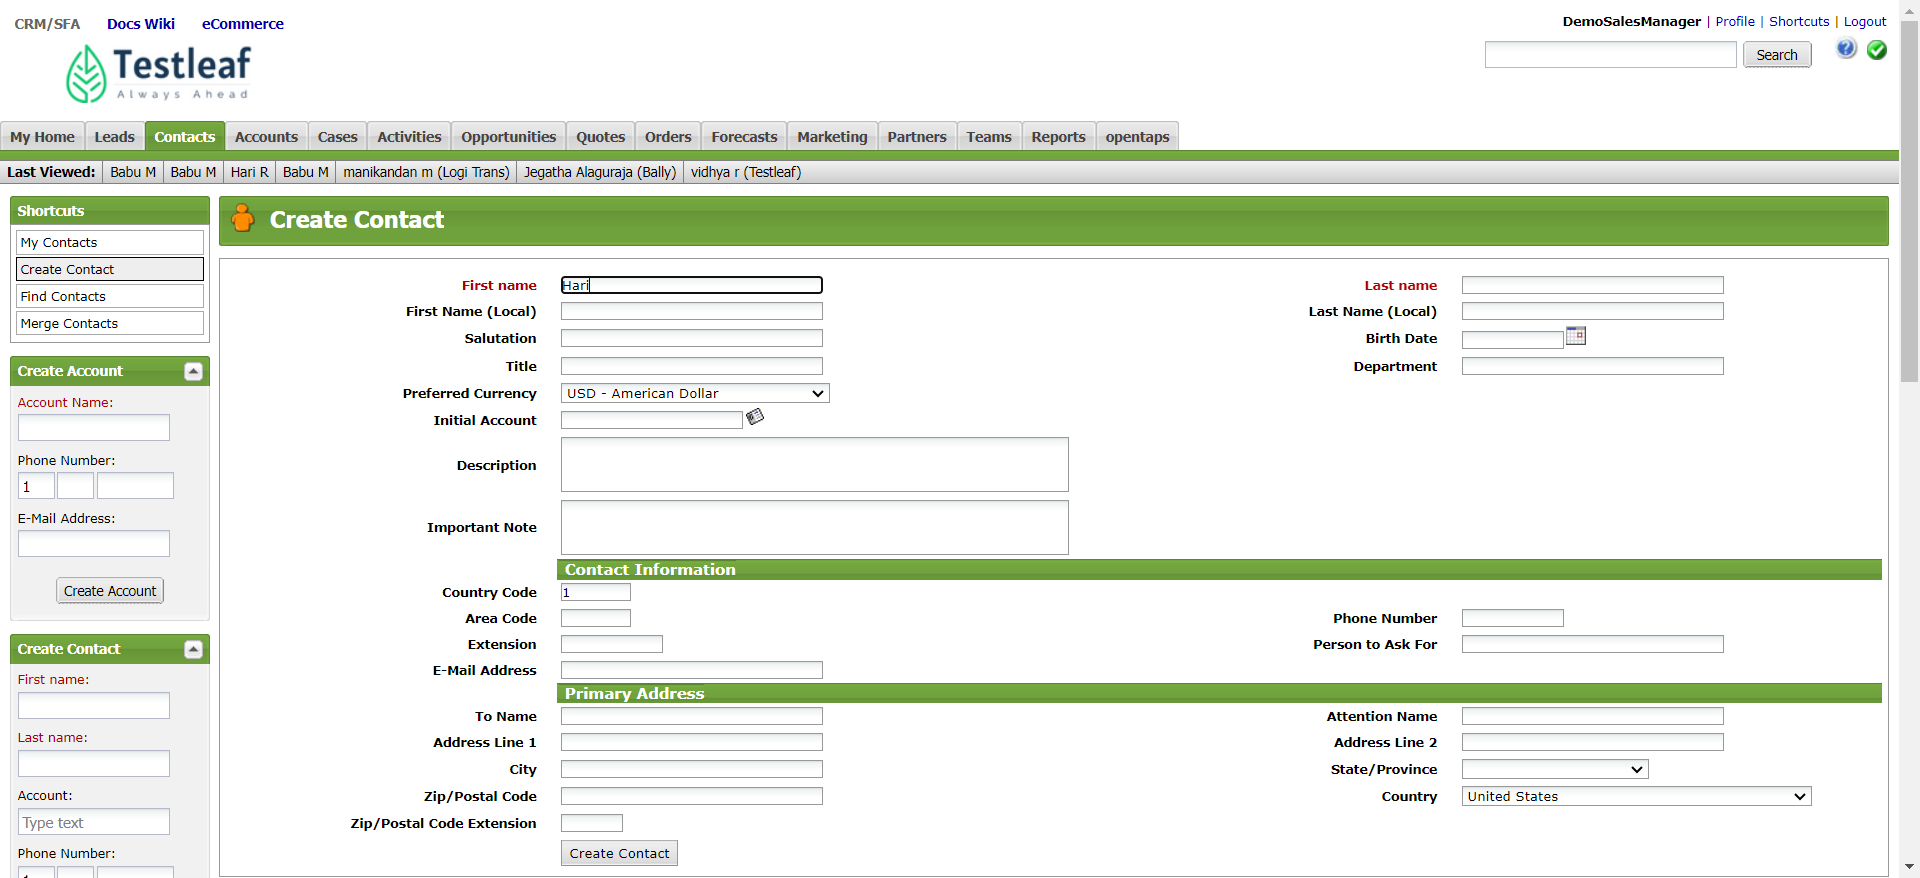 CRM/SFA Docs Wiki eCommerce
DemoSalesManager | Profile | Shortcuts | Logout
Testleaf
Always Ahead
Search
My Home Leads Contacts Accounts Cases Activities Opportunities Quotes Orders Forecasts Marketing Partners Teams Reports opentaps
Last Viewed: Babu M Babu M Hari R Babu M manikandan m (Logi Trans) Jegatha Alaguraja (Bally) vidhya r (Testleaf)
Shortcuts
My Contacts
Create Contact
Find Contacts
Merge Contacts
Create Account
Account Name:
Phone Number:
1
E-Mail Address:
Create Account
Create Contact
First name:
Last name:
Account:
Type text
Phone Number:
Create Contact
First name Hari Last name
First Name (Local) Last Name (Local)
Salutation Birth Date
Title Department
Preferred Currency USD - American Dollar
Initial Account
Description
Important Note
Contact Information
Country Code 1
Area Code Phone Number
Extension Person to Ask For
E-Mail Address
Primary Address
To Name Attention Name
Address Line 1 Address Line 2
City State/Province
Zip/Postal Code Country United States
Zip/Postal Code Extension
Create Contact